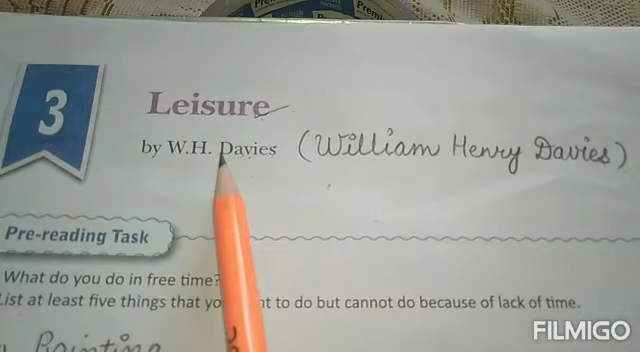 3
Leisure
by W.H. Davies (William Henry Davies)
Pre-reading Task
What do you do in free time?
List at least five things that to do but cannot do because of lack of time.
Painting
FILMIGO